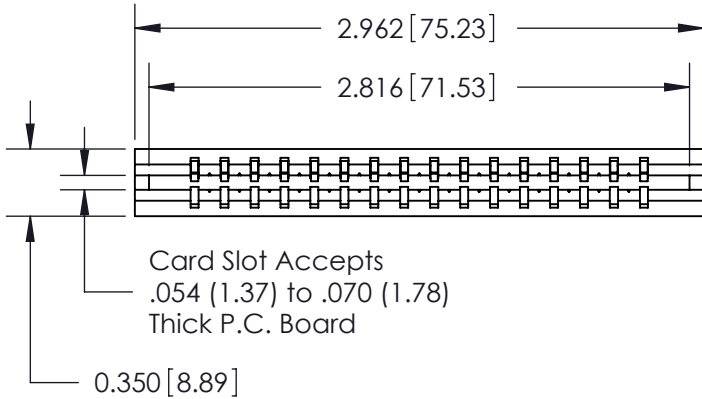 2.962 [75.23]
2.816 [71.53]
Card Slot Accepts
.054 (1.37) to .070 (1.78)
Thick P.C. Board
0.350 [8.89]